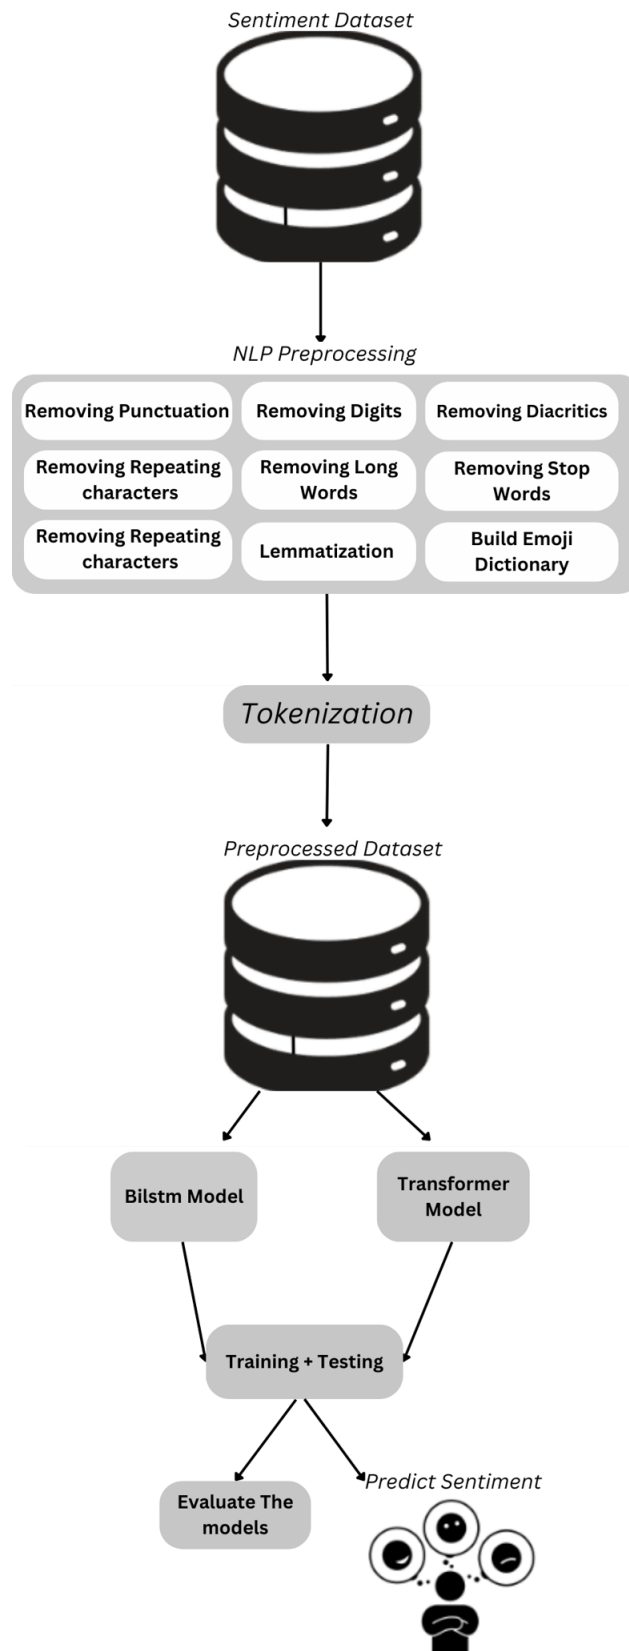 Sentiment Dataset
NLP Preprocessing
Removing Punctuation
Removing Digits
Removing Diacritics
Removing Repeating
characters
Removing Long
Words
Removing Stop
Words
Removing Repeating
characters
Lemmatization
Build Emoji
Dictionary
Tokenization
Preprocessed Dataset
Bilstm Model
Transformer
Model
Training + Testing
Evaluate The
models
Predict Sentiment